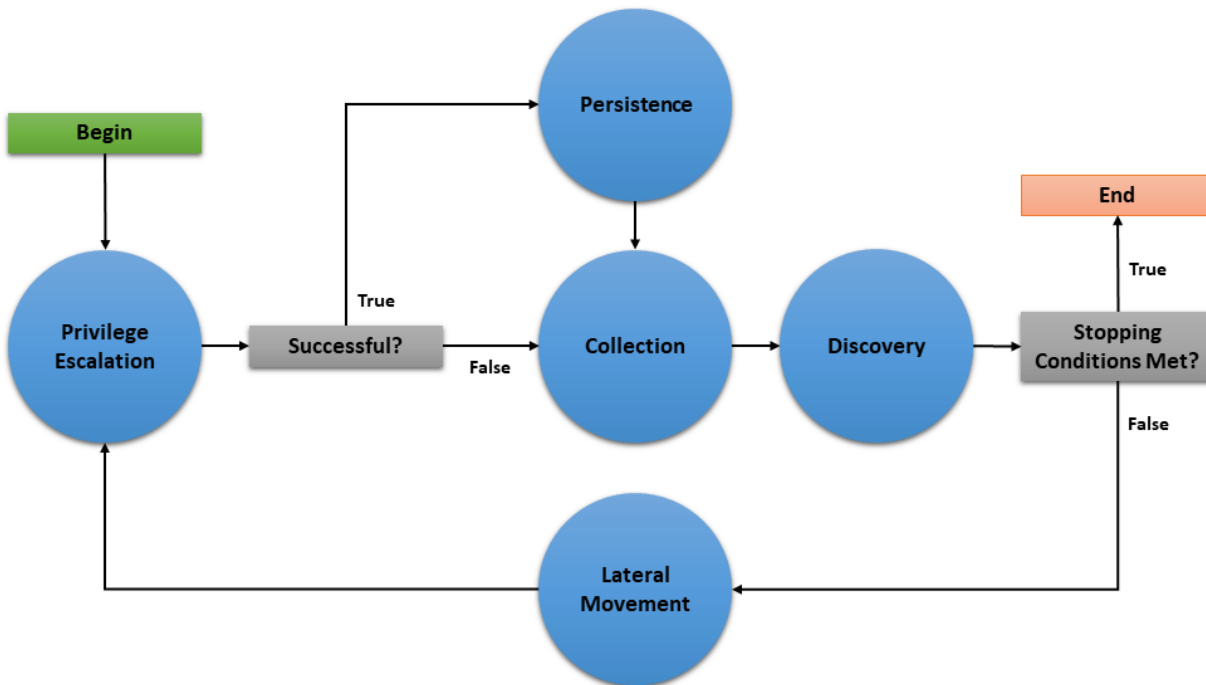 Begin
Persistence
End
True
True
Privilege
Escalation
Successful?
False
Collection
Discovery
Stopping
Conditions Met?
False
Lateral
Movement